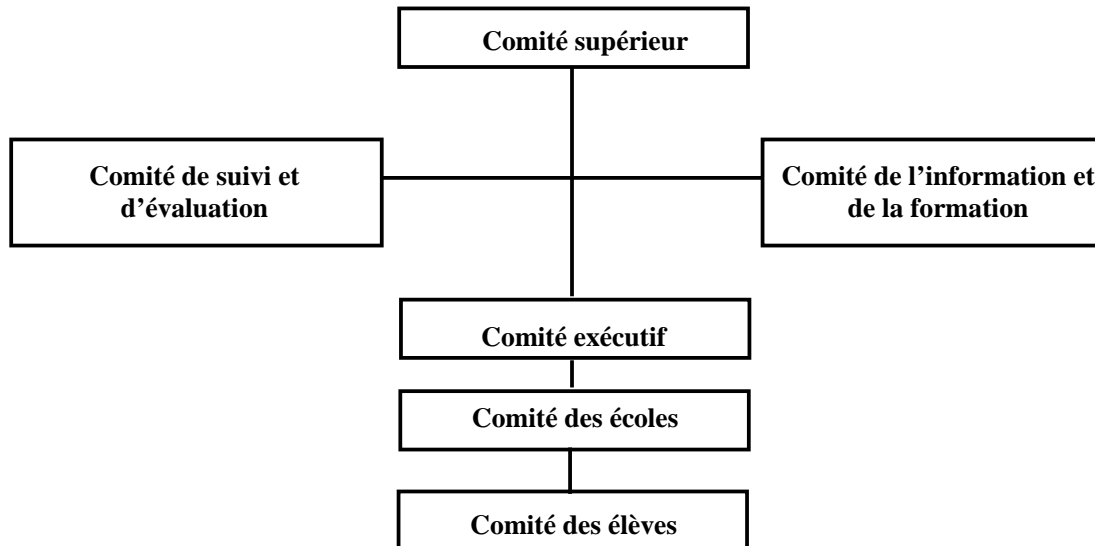 Comité supérieur
Comité de suivi et
d’évaluation
Comité de l’information et
de la formation
Comité exécutif
Comité des écoles
Comité des élèves